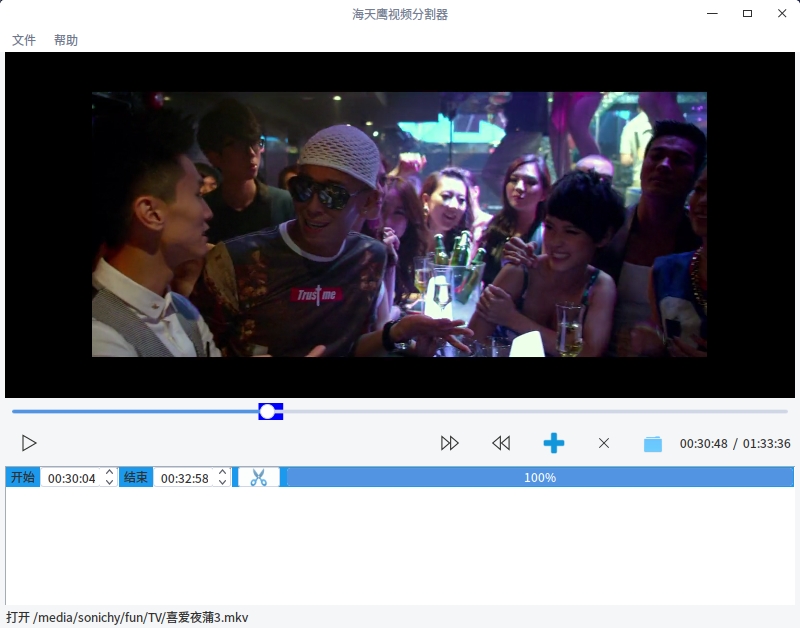 海天鹰视频分割器
文件 帮助
Trust me
00:30:48 / 01:33:36
开始 00:30:04 结束 00:32:58 100%
打开 /media/sonichy/fun/TV/喜爱夜蒲3.mkv